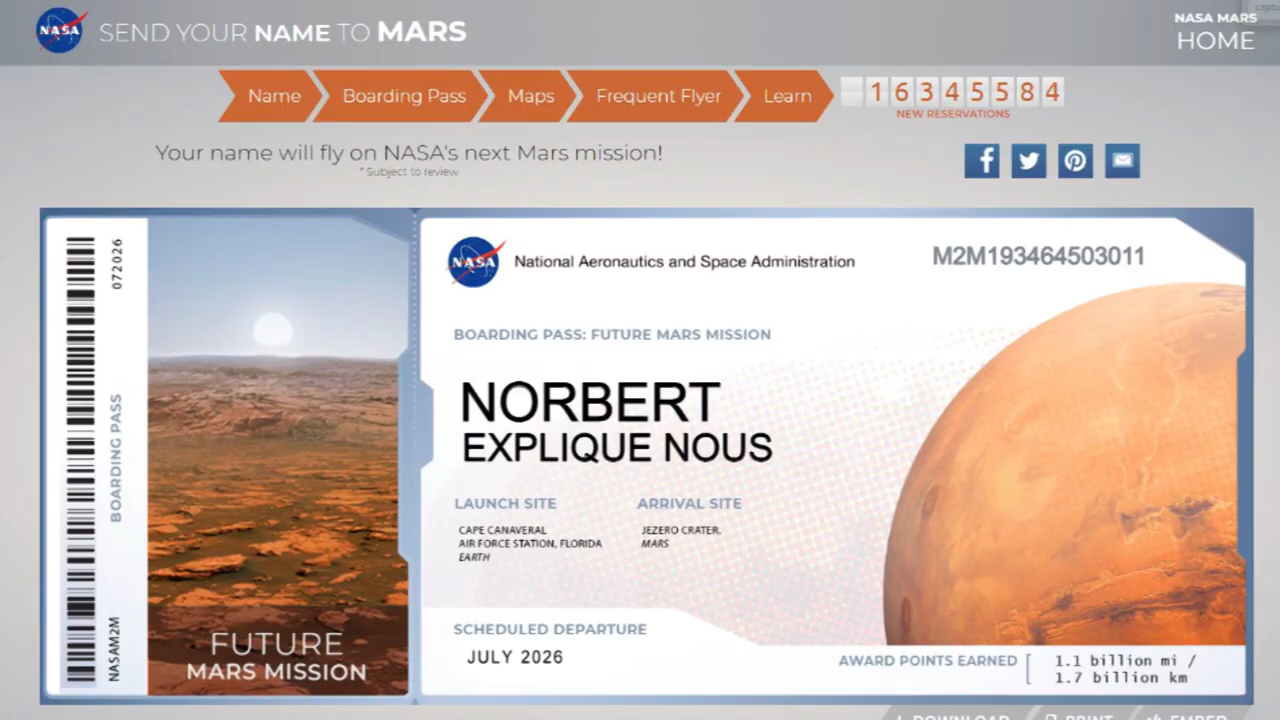 NASA SEND YOUR NAME TO MARS
NASA MARS
HOME
Name Boarding Pass Maps Frequent Flyer Learn
16345584
NEW RESERVATIONS
Your name will fly on NASA's next Mars mission!
* Subject to review
072026
BOARDING PASS
NASAM2M
FUTURE
MARS MISSION
NASA National Aeronautics and Space Administration
M2M193464503011
BOARDING PASS: FUTURE MARS MISSION
NORBERT
EXPLIQUE NOUS
LAUNCH SITE
CAPE CANAVERAL
AIR FORCE STATION, FLORIDA
EARTH
ARRIVAL SITE
JEZERO CRATER,
MARS
SCHEDULED DEPARTURE
JULY 2026
AWARD POINTS EARNED
1.1 billion mi /
1.7 billion km
DOWNLOAD PRINT EMBED